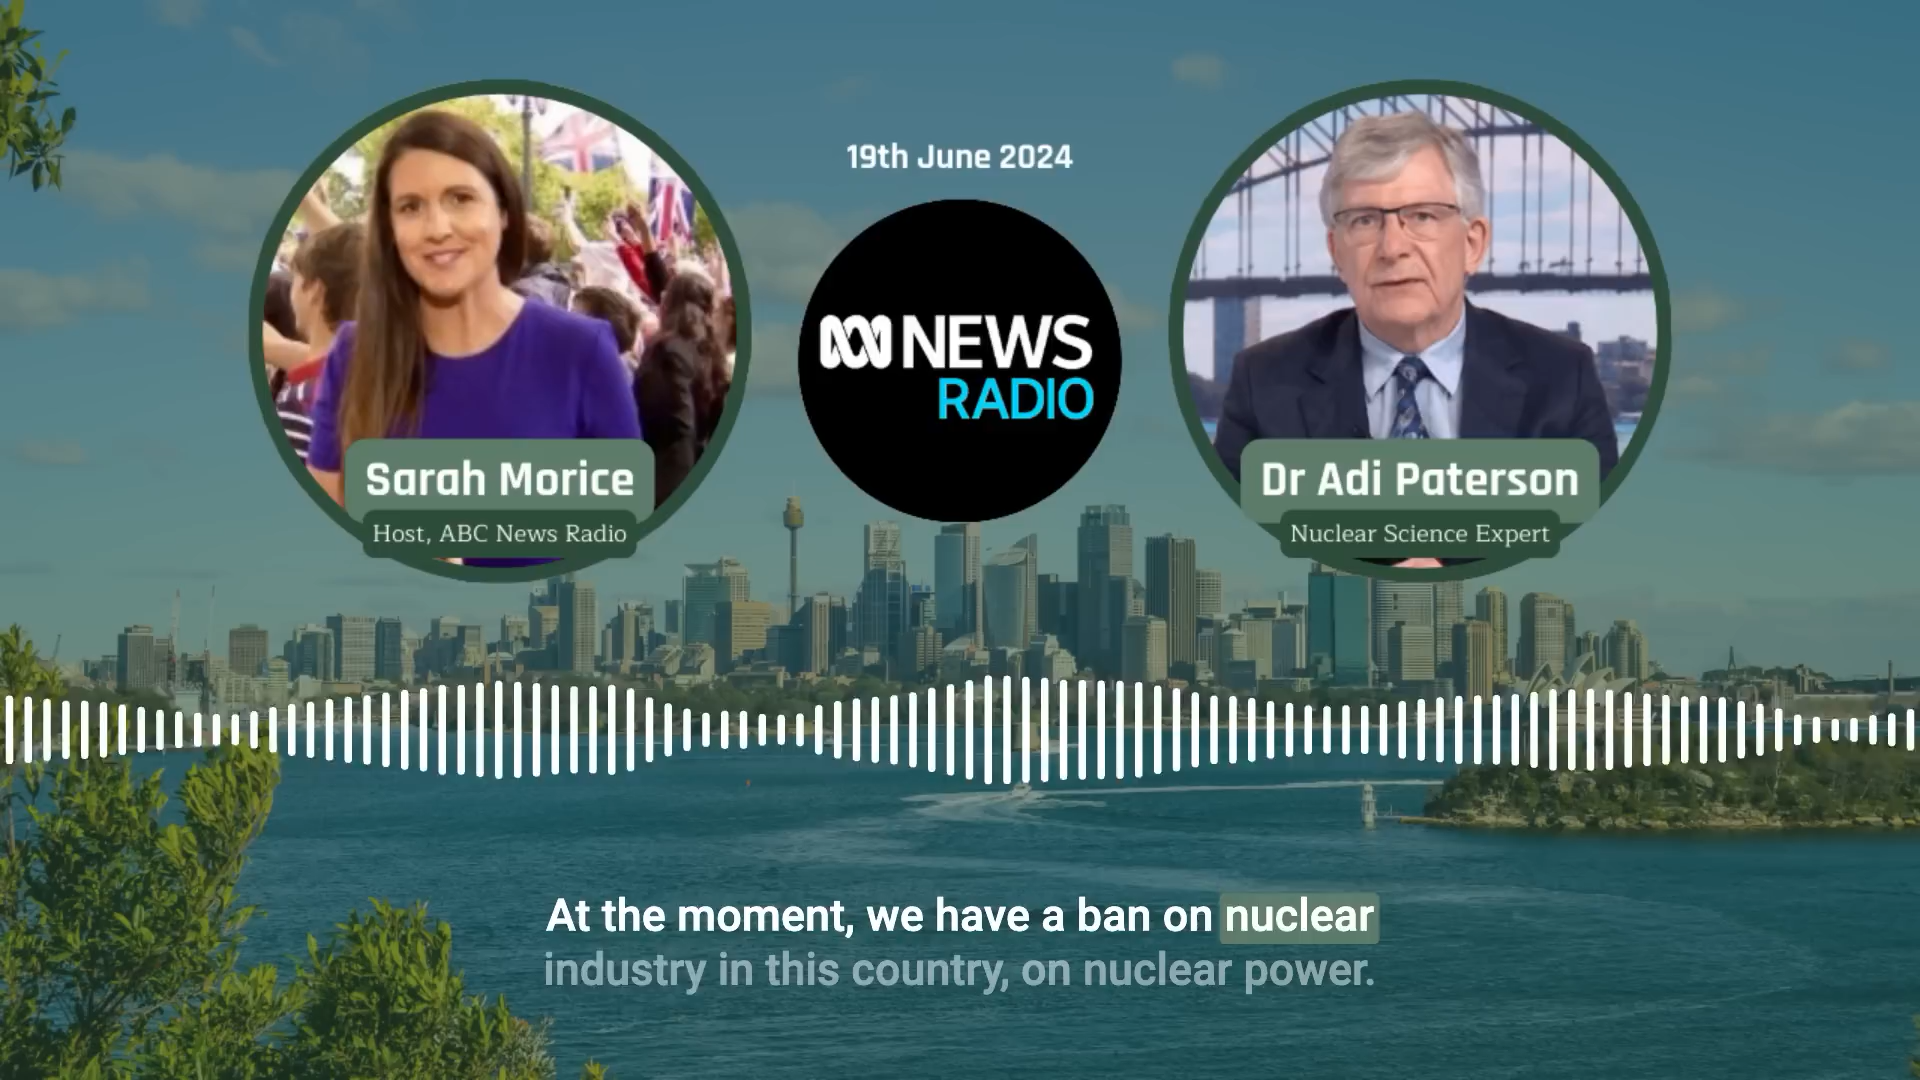 19th June 2024
NEWS
RADIO
Sarah Morice
Host, ABC News Radio
Dr Adi Paterson
Nuclear Science Expert
At the moment, we have a ban on nuclear
industry in this country, on nuclear power.